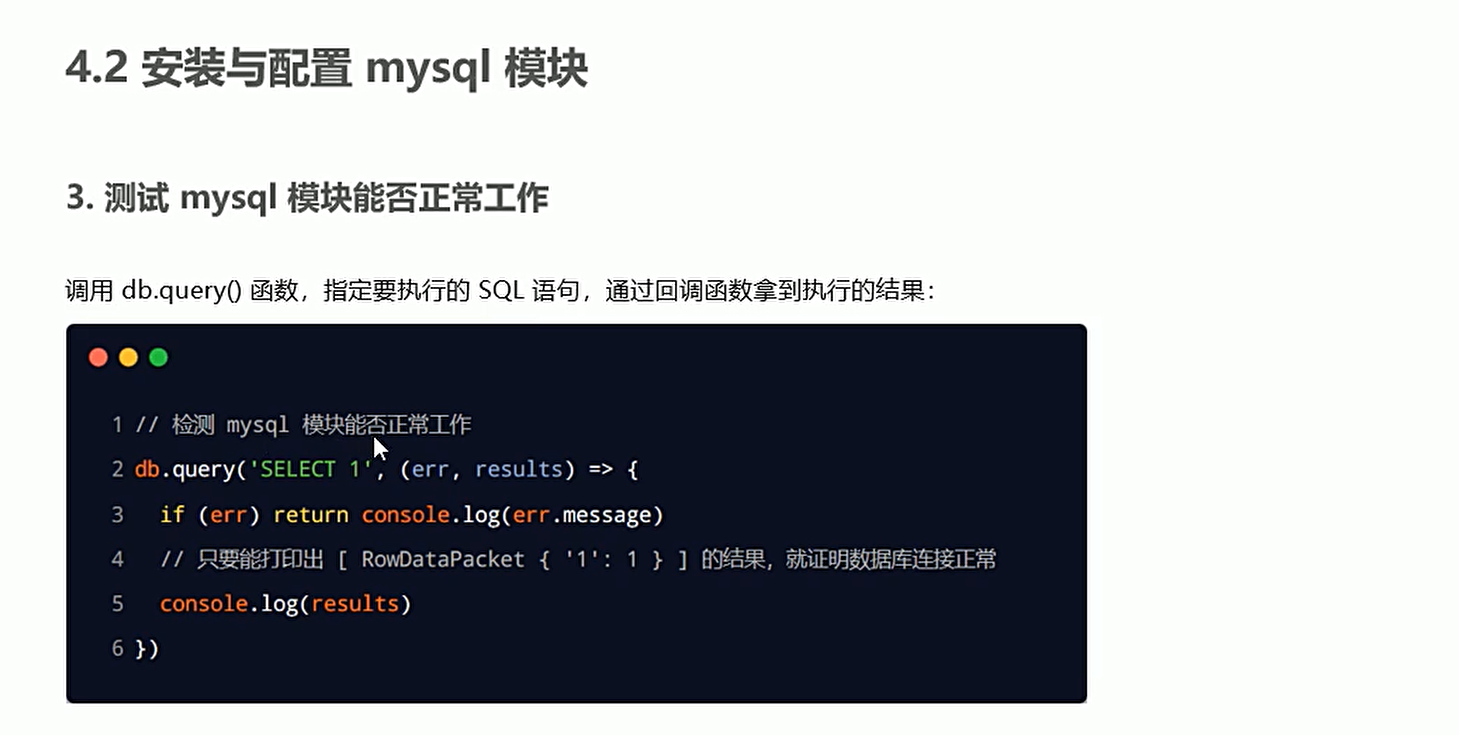 4.2 安装与配置 mysql 模块
3. 测试 mysql 模块能否正常工作
调用 db.query() 函数，指定要执行的 SQL 语句，通过回调函数拿到执行的结果：
1 // 检测 mysql 模块能否正常工作
2 db.query('SELECT 1', (err, results) => {
3   if (err) return console.log(err.message)
4   // 只要能打印出 [ RowDataPacket { '1': 1 } ] 的结果，就证明数据库连接正常
5   console.log(results)
6 })